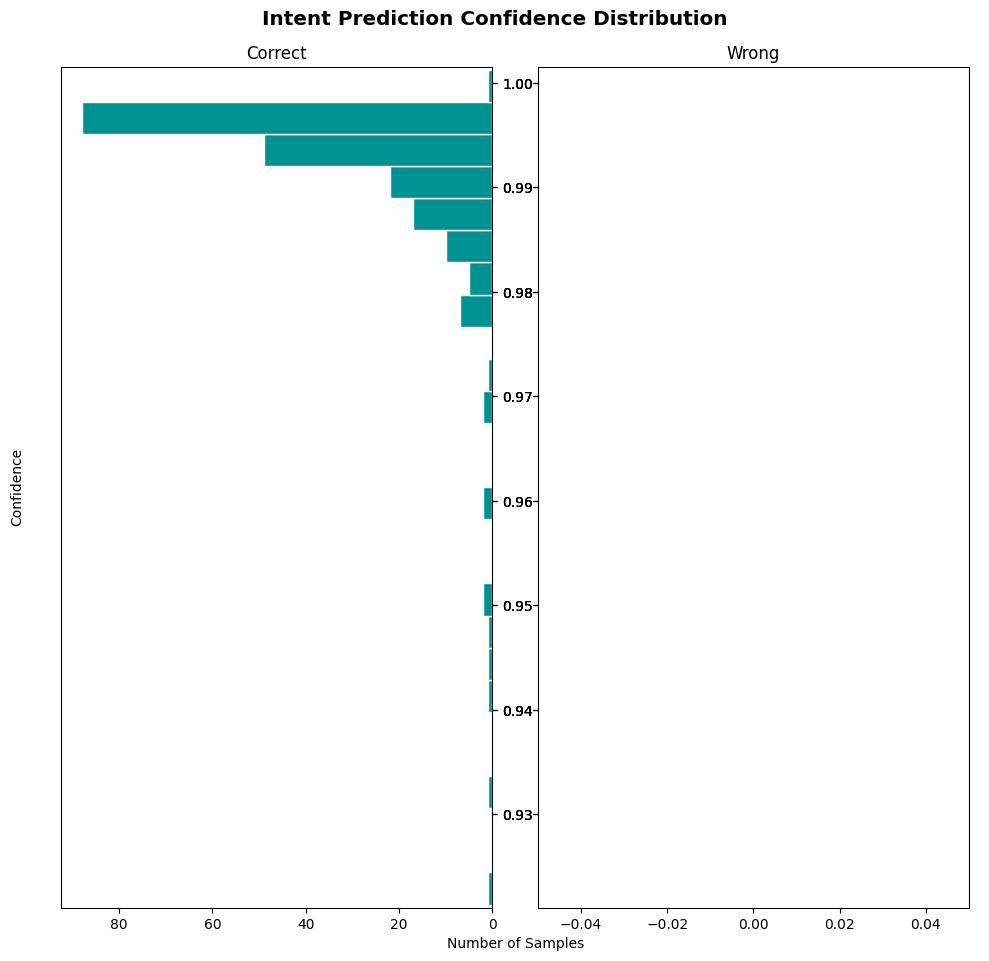 Intent Prediction Confidence Distribution
Correct
Wrong
1.00
0.99
0.98
0.97
0.96
0.95
0.94
0.93
Confidence
80 60 40 20 0
−0.04 −0.02 0.00 0.02 0.04
Number of Samples